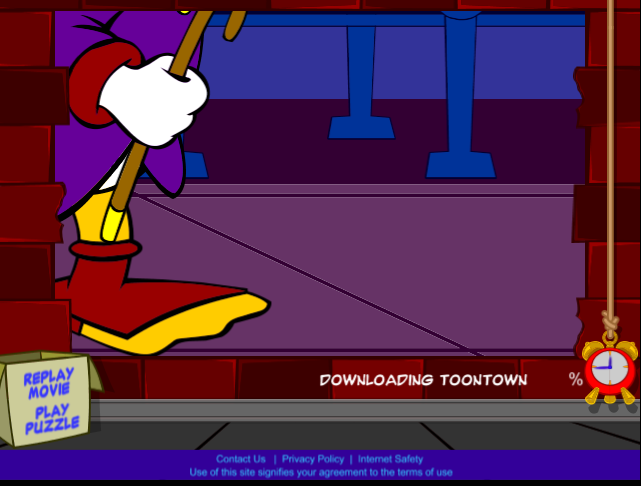 DOWNLOADING TOONTOWN %
REPLAY
MOVIE
PLAY
PUZZLE
Contact Us | Privacy Policy | Internet Safety
Use of this site signifies your agreement to the terms of use